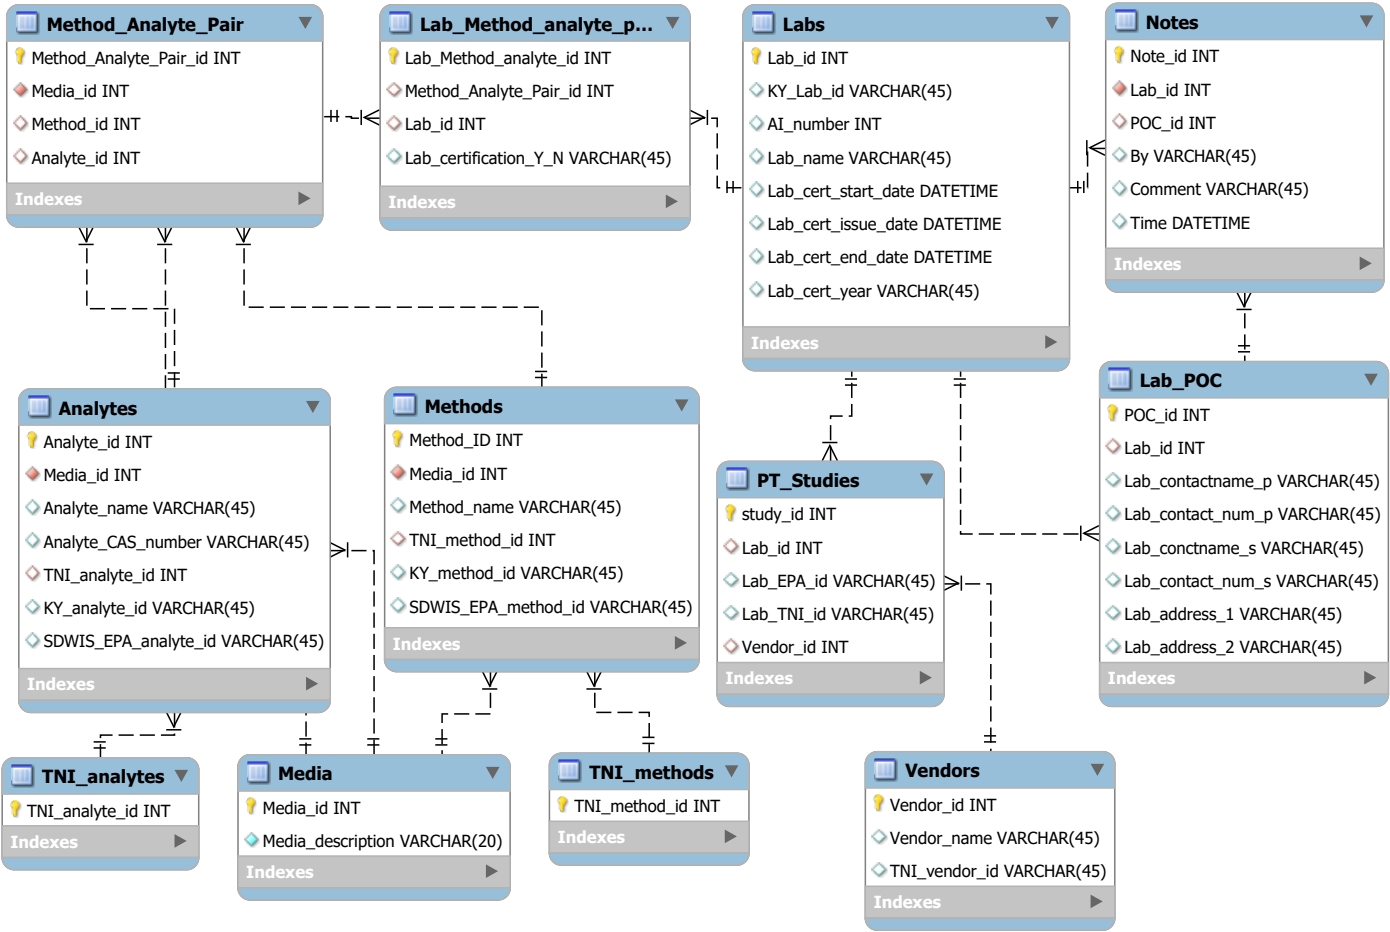 Method_Analyte_Pair
Method_Analyte_Pair_id INT
Media_id INT
Method_id INT
Analyte_id INT
Indexes
Lab_Method_analyte_p...
Lab_Method_analyte_id INT
Method_Analyte_Pair_id INT
Lab_id INT
Lab_certification_Y_N VARCHAR(45)
Indexes
Labs
Lab_id INT
KY_Lab_id VARCHAR(45)
AI_number INT
Lab_name VARCHAR(45)
Lab_cert_start_date DATETIME
Lab_cert_issue_date DATETIME
Lab_cert_end_date DATETIME
Lab_cert_year VARCHAR(45)
Indexes
Notes
Note_id INT
Lab_id INT
POC_id INT
By VARCHAR(45)
Comment VARCHAR(45)
Time DATETIME
Indexes
Analytes
Analyte_id INT
Media_id INT
Analyte_name VARCHAR(45)
Analyte_CAS_number VARCHAR(45)
TNI_analyte_id INT
KY_analyte_id VARCHAR(45)
SDWIS_EPA_analyte_id VARCHAR(45)
Indexes
Methods
Method_ID INT
Media_id INT
Method_name VARCHAR(45)
TNI_method_id INT
KY_method_id VARCHAR(45)
SDWIS_EPA_method_id VARCHAR(45)
Indexes
PT_Studies
study_id INT
Lab_id INT
Lab_EPA_id VARCHAR(45)
Lab_TNI_id VARCHAR(45)
Vendor_id INT
Indexes
Lab_POC
POC_id INT
Lab_id INT
Lab_contactname_p VARCHAR(45)
Lab_contact_num_p VARCHAR(45)
Lab_conctname_s VARCHAR(45)
Lab_contact_num_s VARCHAR(45)
Lab_address_1 VARCHAR(45)
Lab_address_2 VARCHAR(45)
Indexes
TNI_analytes
TNI_analyte_id INT
Indexes
Media
Media_id INT
Media_description VARCHAR(20)
Indexes
TNI_methods
TNI_method_id INT
Indexes
Vendors
Vendor_id INT
Vendor_name VARCHAR(45)
TNI_vendor_id VARCHAR(45)
Indexes